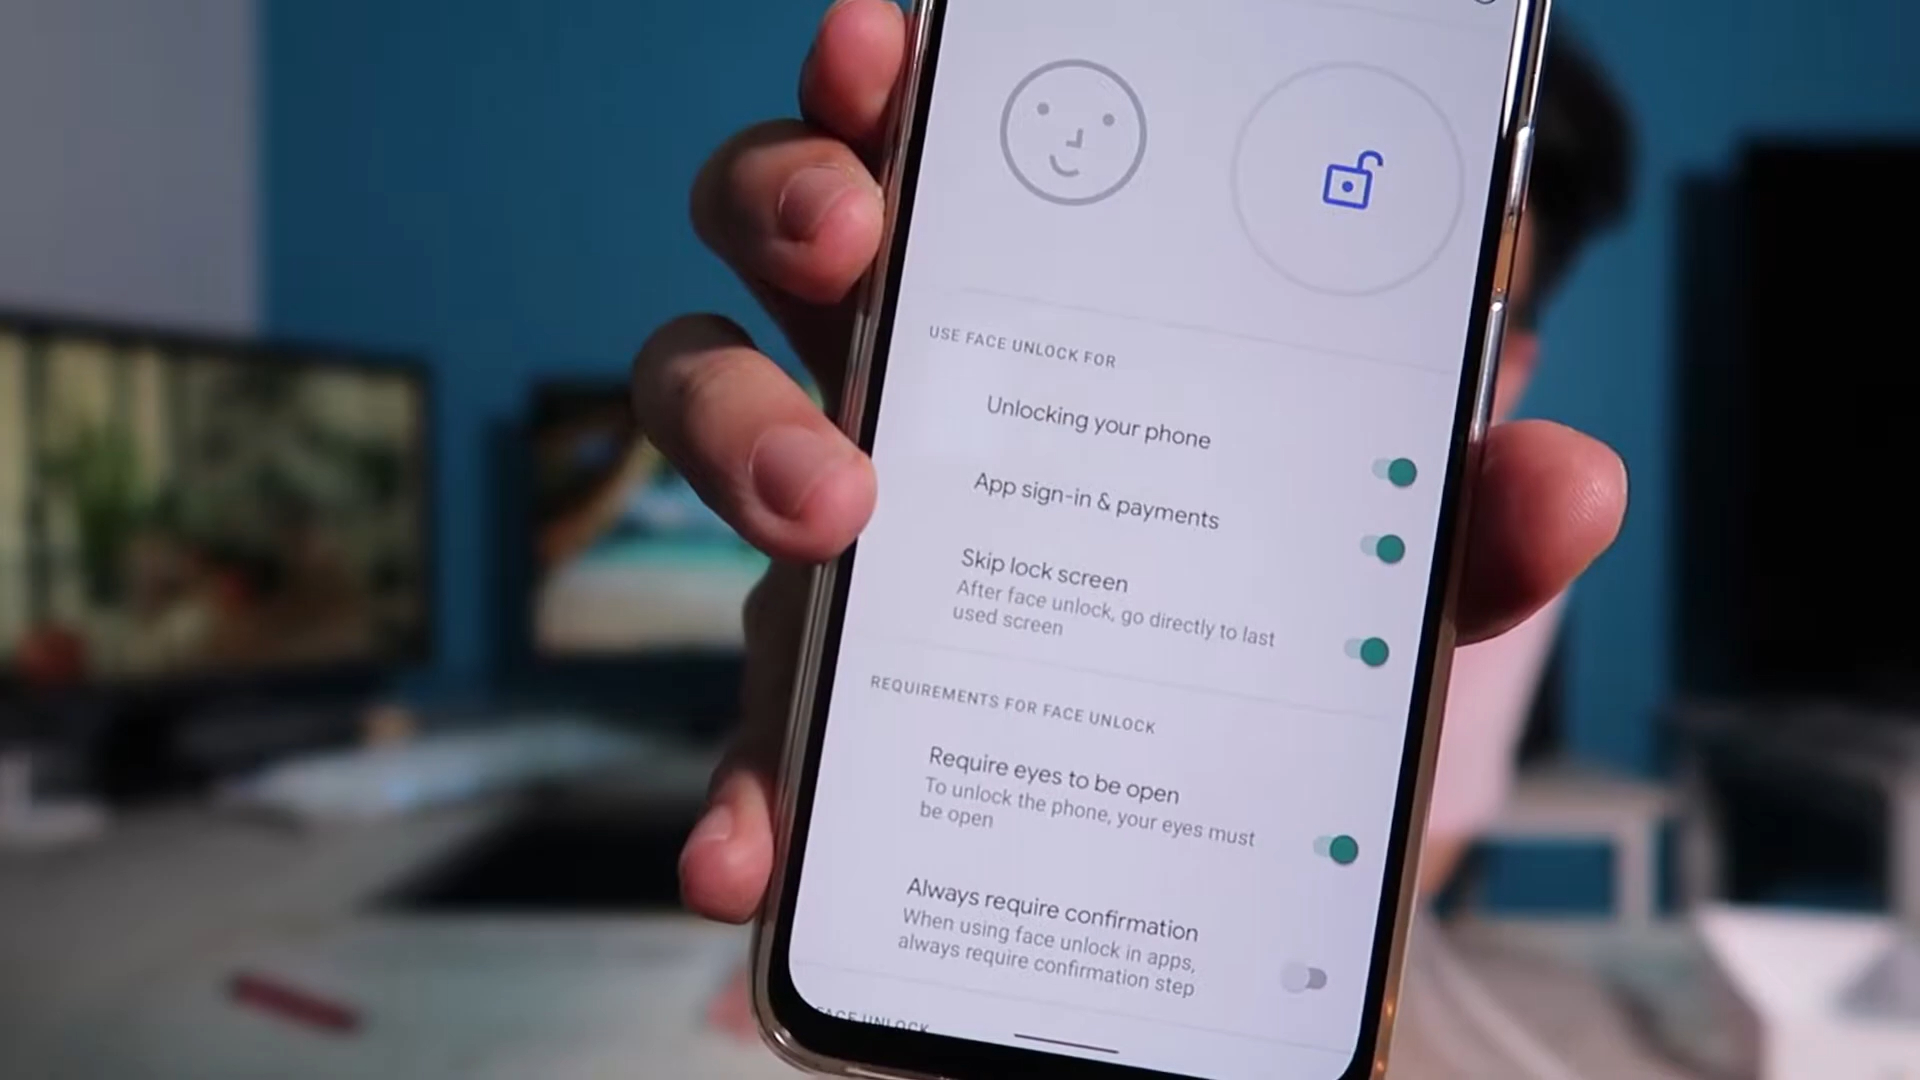 USE FACE UNLOCK FOR
Unlocking your phone
App sign-in & payments
Skip lock screen
After face unlock, go directly to last
used screen
REQUIREMENTS FOR FACE UNLOCK
Require eyes to be open
To unlock the phone, your eyes must
be open
Always require confirmation
When using face unlock in apps,
always require confirmation step
FACE UNLOCK